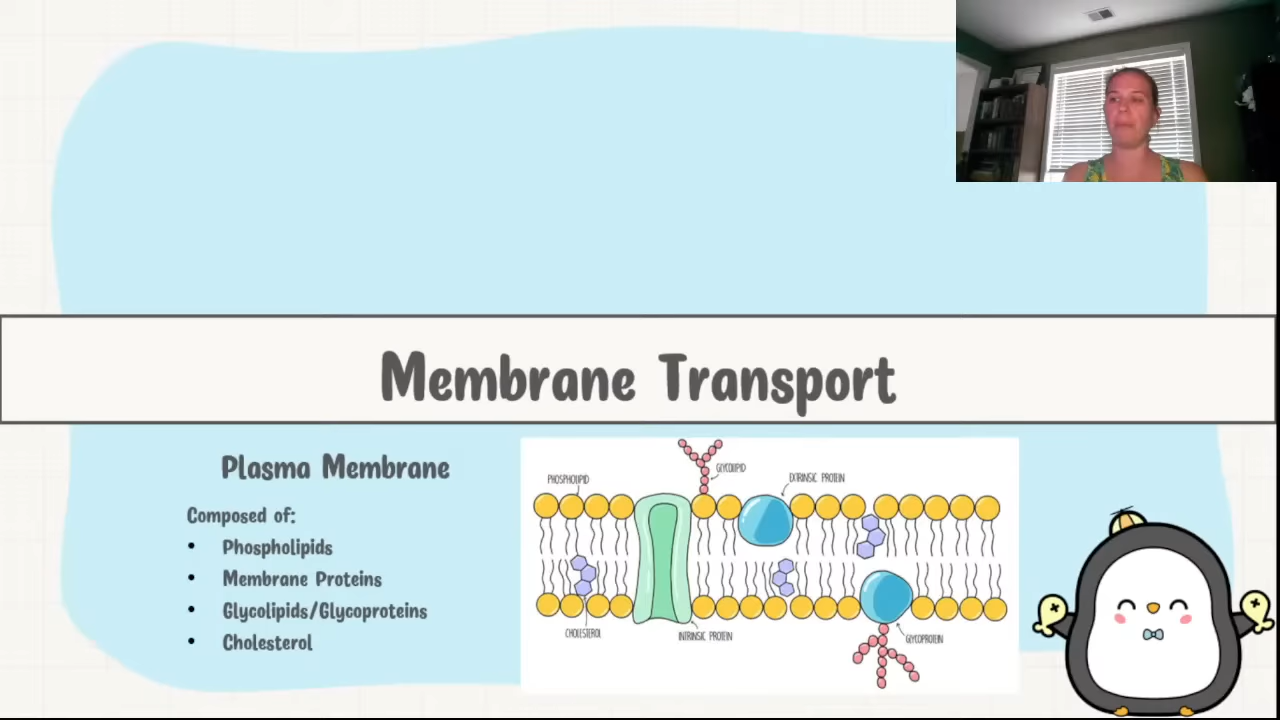 Membrane Transport
Plasma Membrane
Composed of:
• Phospholipids
• Membrane Proteins
• Glycolipids/Glycoproteins
• Cholesterol
PHOSPHOLIPID
GLYCOLIPID
EXTRINSIC PROTEIN
CHOLESTEROL
INTRINSIC PROTEIN
GLYCOPROTEIN